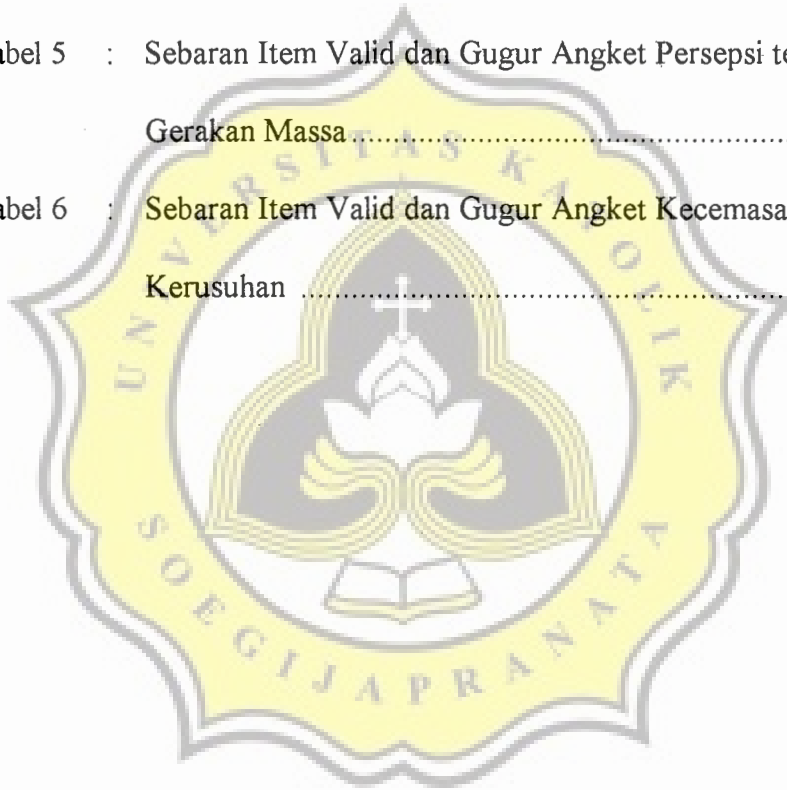 abel 5 : Sebaran Item Valid dan Gugur Angket Persepsi te
Gerakan Massa..........................................................
abel 6 : Sebaran Item Valid dan Gugur Angket Kecemasa
Kerusuhan ................................................................
UNIVERSITAS KATOLIK
SOEGIJAPRANATA